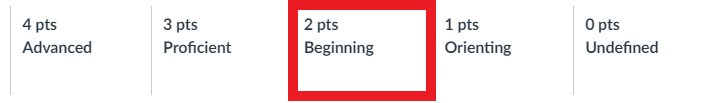 4 pts
Advanced
3 pts
Proficient
2 pts
Beginning
1 pts
Orienting
0 pts
Undefined